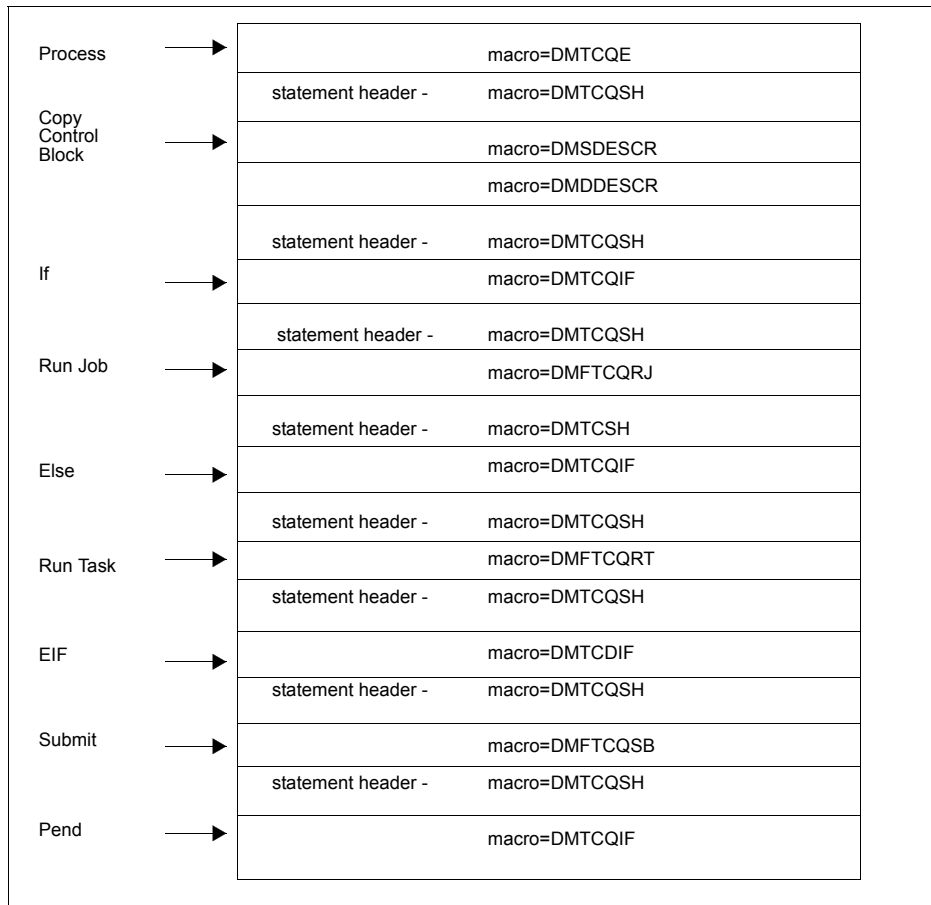 Process macro=DMTCQE
statement header - macro=DMTCQSH
Copy
Control
Block macro=DMSDESCR
macro=DMDDESCR
statement header - macro=DMTCQSH
If macro=DMTCQIF
statement header - macro=DMTCQSH
Run Job macro=DMFTCQRJ
statement header - macro=DMTCSH
Else macro=DMTCQIF
statement header - macro=DMTCQSH
Run Task macro=DMFTCQRT
statement header - macro=DMTCQSH
EIF macro=DMTCDIF
statement header - macro=DMTCQSH
Submit macro=DMFTCQSB
statement header - macro=DMTCQSH
Pend macro=DMTCQIF